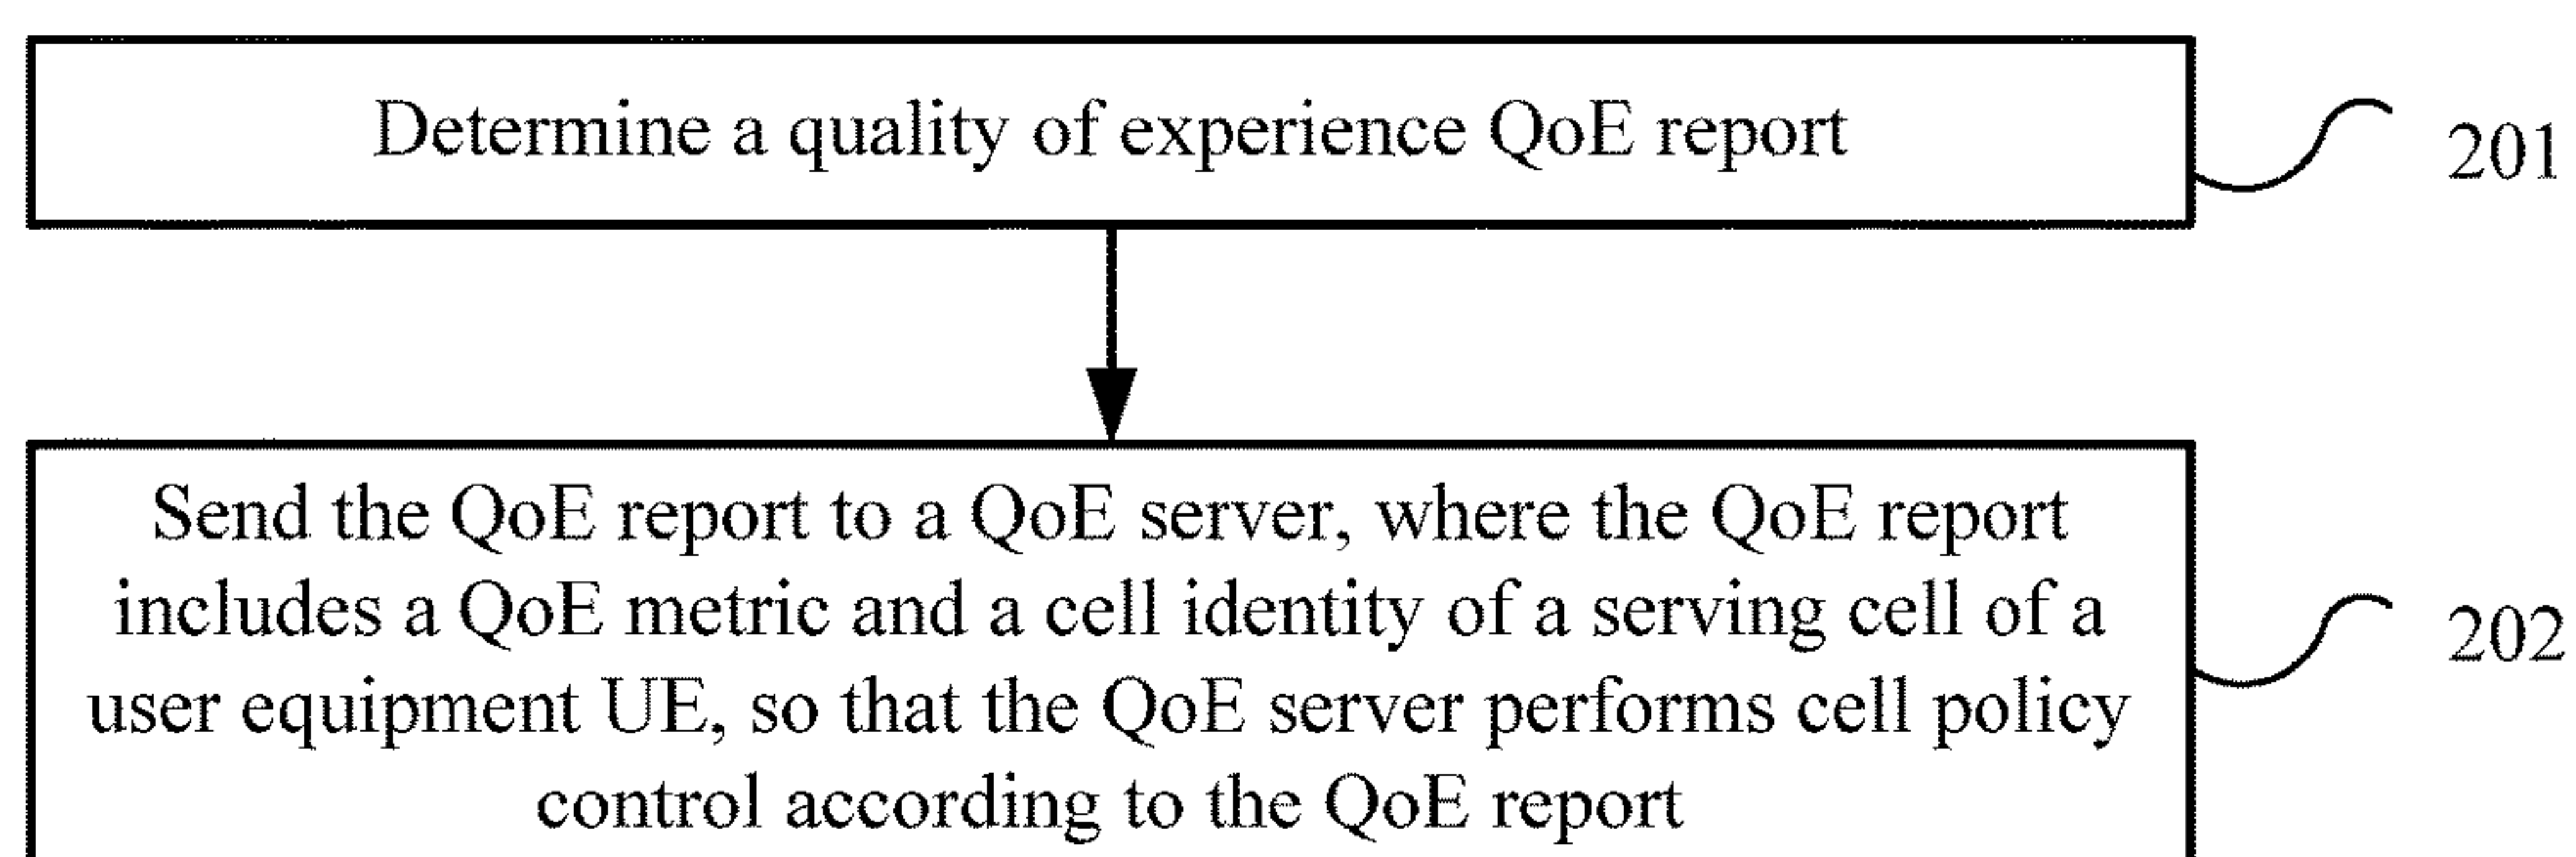 Determine a quality of experience QoE report
201
Send the QoE report to a QoE server, where the QoE report
includes a QoE metric and a cell identity of a serving cell of a
user equipment UE, so that the QoE server performs cell policy
control according to the QoE report
202